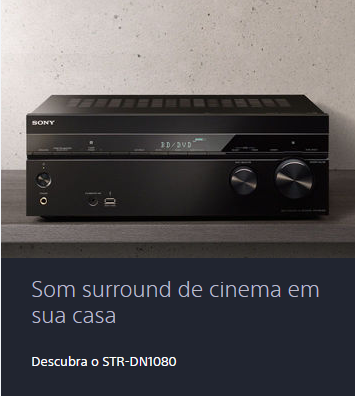 SONY
BD/DVD
Som surround de cinema em
sua casa
Descubra o STR-DN1080